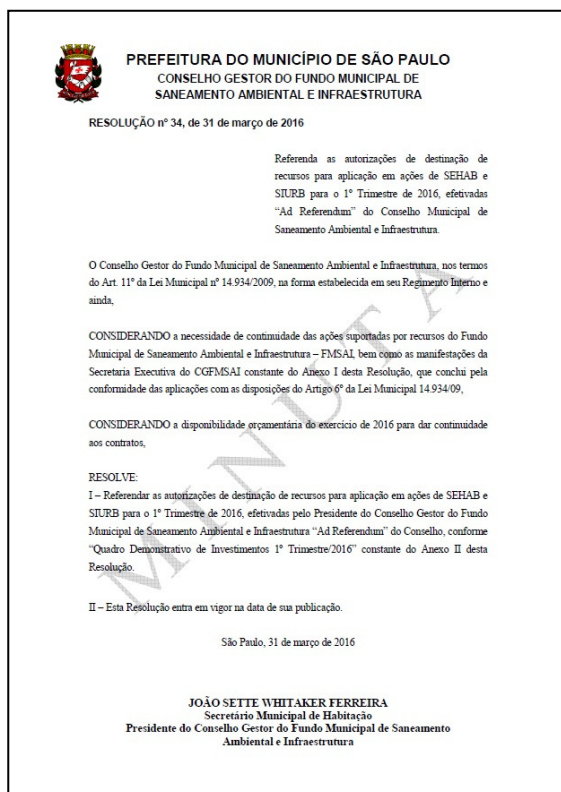 PREFEITURA DO MUNICÍPIO DE SÃO PAULO
CONSELHO GESTOR DO FUNDO MUNICIPAL DE
SANEAMENTO AMBIENTAL E INFRAESTRUTURA
RESOLUÇÃO nº 34, de 31 de março de 2016
Referenda as autorizações de destinação de
recursos para aplicação em ações de SEHAB e
SIURB para o 1º Trimestre de 2016, efetivadas
“Ad Referendum” do Conselho Municipal de
Saneamento Ambiental e Infraestrutura.
O Conselho Gestor do Fundo Municipal de Saneamento Ambiental e Infraestrutura, nos termos
do Art. 11º da Lei Municipal nº 14.934/2009, na forma estabelecida em seu Regimento Interno e
ainda,
CONSIDERANDO a necessidade de continuidade das ações suportadas por recursos do Fundo
Municipal de Saneamento Ambiental e Infraestrutura – FMSAI, bem como as manifestações da
Secretaria Executiva do CGFMSAI constante do Anexo I desta Resolução, que conclui pela
conformidade das aplicações com as disposições do Artigo 6º da Lei Municipal 14.934/09,
CONSIDERANDO a disponibilidade orçamentária do exercício de 2016 para dar continuidade
aos contratos,
RESOLVE:
I – Referendar as autorizações de destinação de recursos para aplicação em ações de SEHAB e
SIURB para o 1º Trimestre de 2016, efetivadas pelo Presidente do Conselho Gestor do Fundo
Municipal de Saneamento Ambiental e Infraestrutura “Ad Referendum” do Conselho, conforme
“Quadro Demonstrativo de Investimentos 1º Trimestre/2016” constante do Anexo II desta
Resolução.
II – Esta Resolução entra em vigor na data de sua publicação.
São Paulo, 31 de março de 2016
JOÃO SETTE WHITAKER FERREIRA
Secretário Municipal de Habitação
Presidente do Conselho Gestor do Fundo Municipal de Saneamento
Ambiental e Infraestrutura
MINUTA